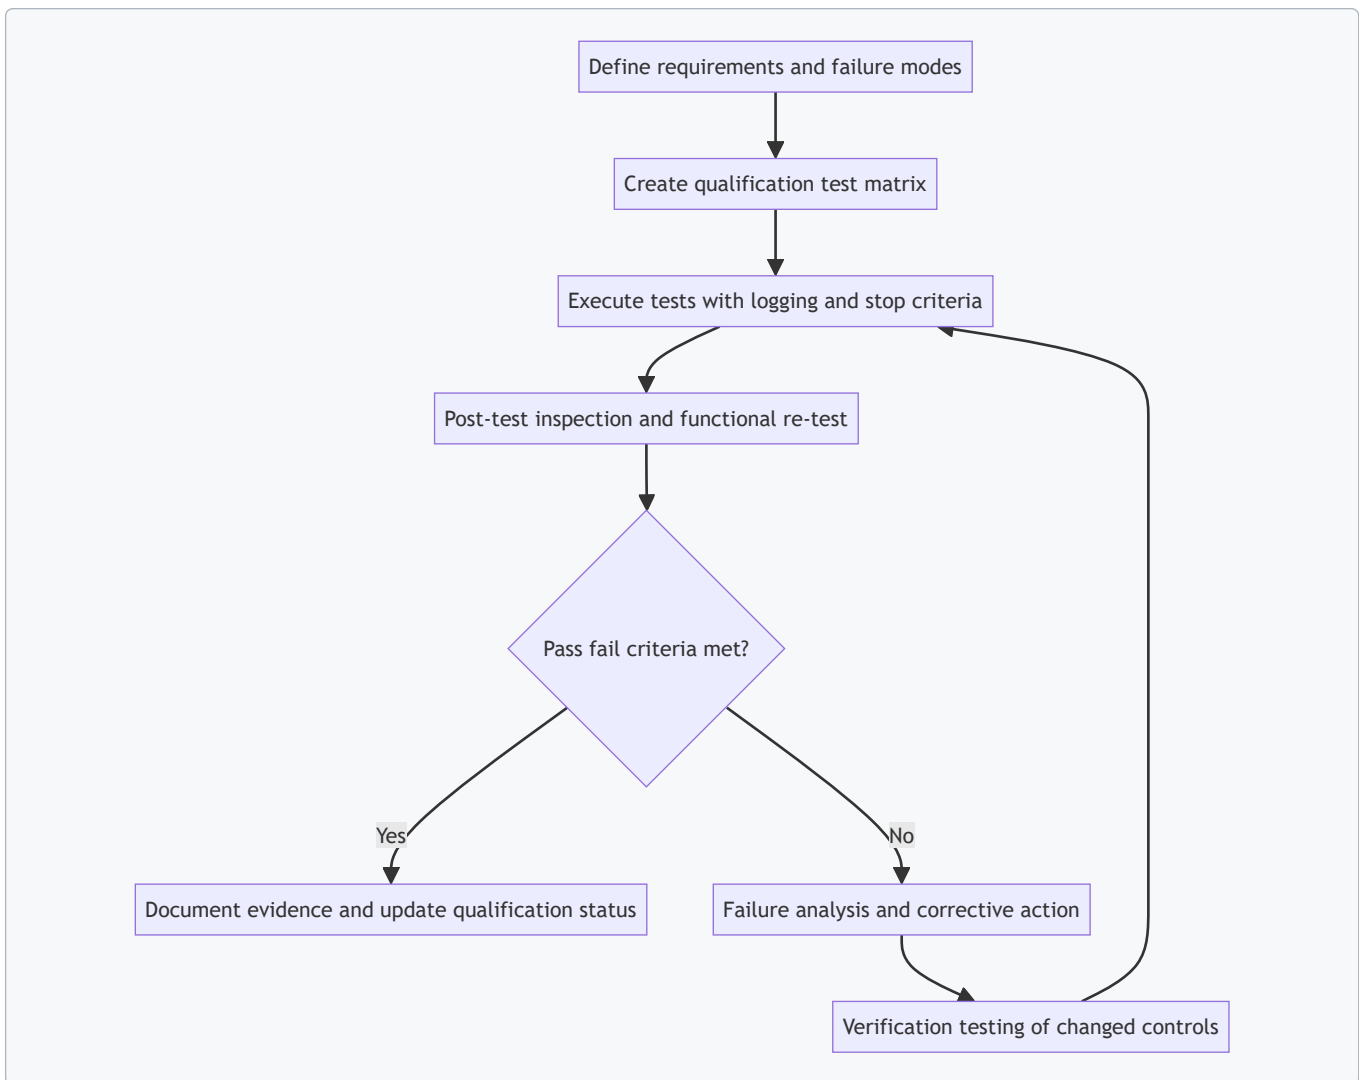 Define requirements and failure modes
Create qualification test matrix
Execute tests with logging and stop criteria
Post-test inspection and functional re-test
Pass fail criteria met?
Yes
No
Document evidence and update qualification status
Failure analysis and corrective action
Verification testing of changed controls